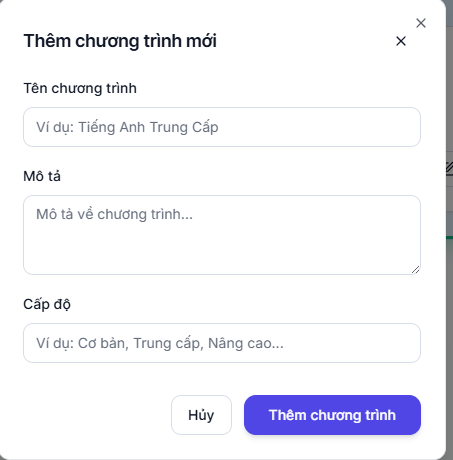 Thêm chương trình mới
Tên chương trình
Ví dụ: Tiếng Anh Trung Cấp
Mô tả
Mô tả về chương trình...
Cấp độ
Ví dụ: Cơ bản, Trung cấp, Nâng cao...
Hủy
Thêm chương trình